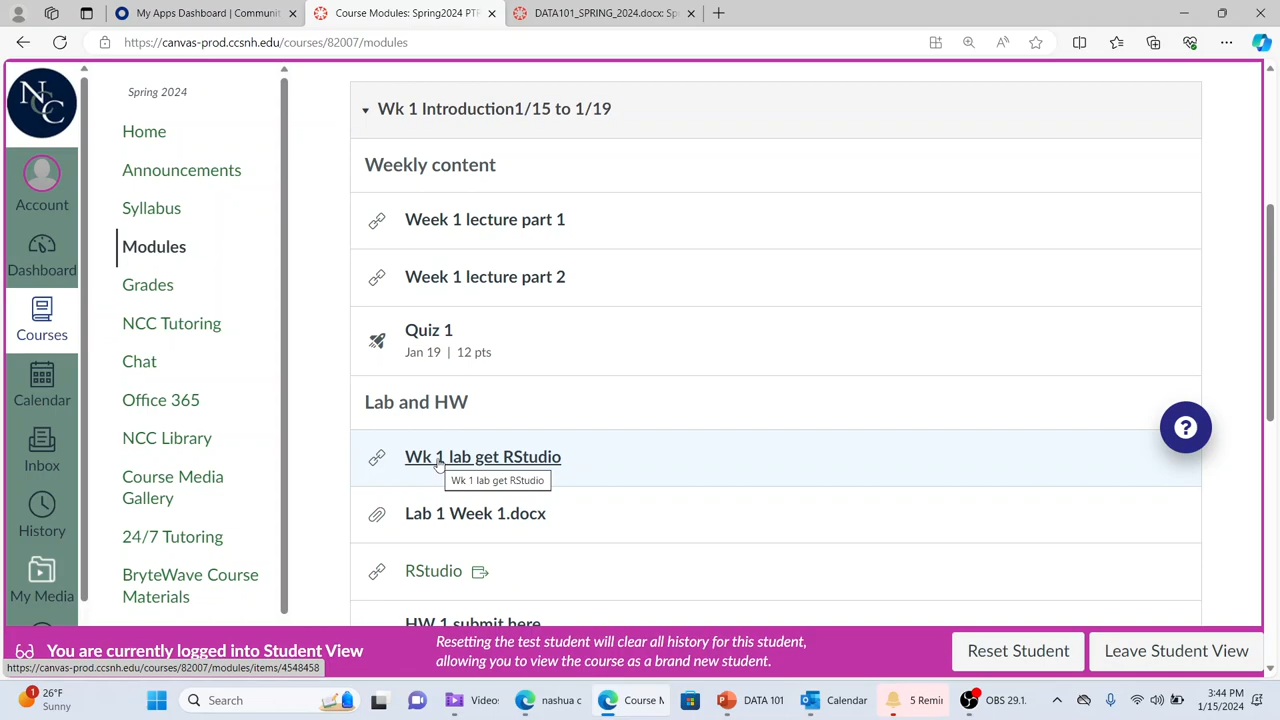 My Apps Dashboard | Communit
Course Modules: Spring2024 PTR
DATA101_SPRING_2024.docx: Sp
https://canvas-prod.ccsnh.edu/courses/82007/modules
NC
Account
Dashboard
Courses
Calendar
Inbox
History
My Media
Spring 2024
Home
Announcements
Syllabus
Modules
Grades
NCC Tutoring
Chat
Office 365
NCC Library
Course Media
Gallery
24/7 Tutoring
BryteWave Course
Materials
Wk 1 Introduction1/15 to 1/19
Weekly content
Week 1 lecture part 1
Week 1 lecture part 2
Quiz 1
Jan 19 | 12 pts
Lab and HW
Wk 1 lab get RStudio
Wk 1 lab get RStudio
Lab 1 Week 1.docx
RStudio
HW 1 submit here
?
You are currently logged into Student View
Resetting the test student will clear all history for this student,
allowing you to view the course as a brand new student.
Reset Student
Leave Student View
https://canvas-prod.ccsnh.edu/courses/82007/modules/items/4548458
1
26°F
Sunny
Search
Video
nashua c
Course M
DATA 101
Calendar
5 Remi
OBS 29.1
3:44 PM
1/15/2024